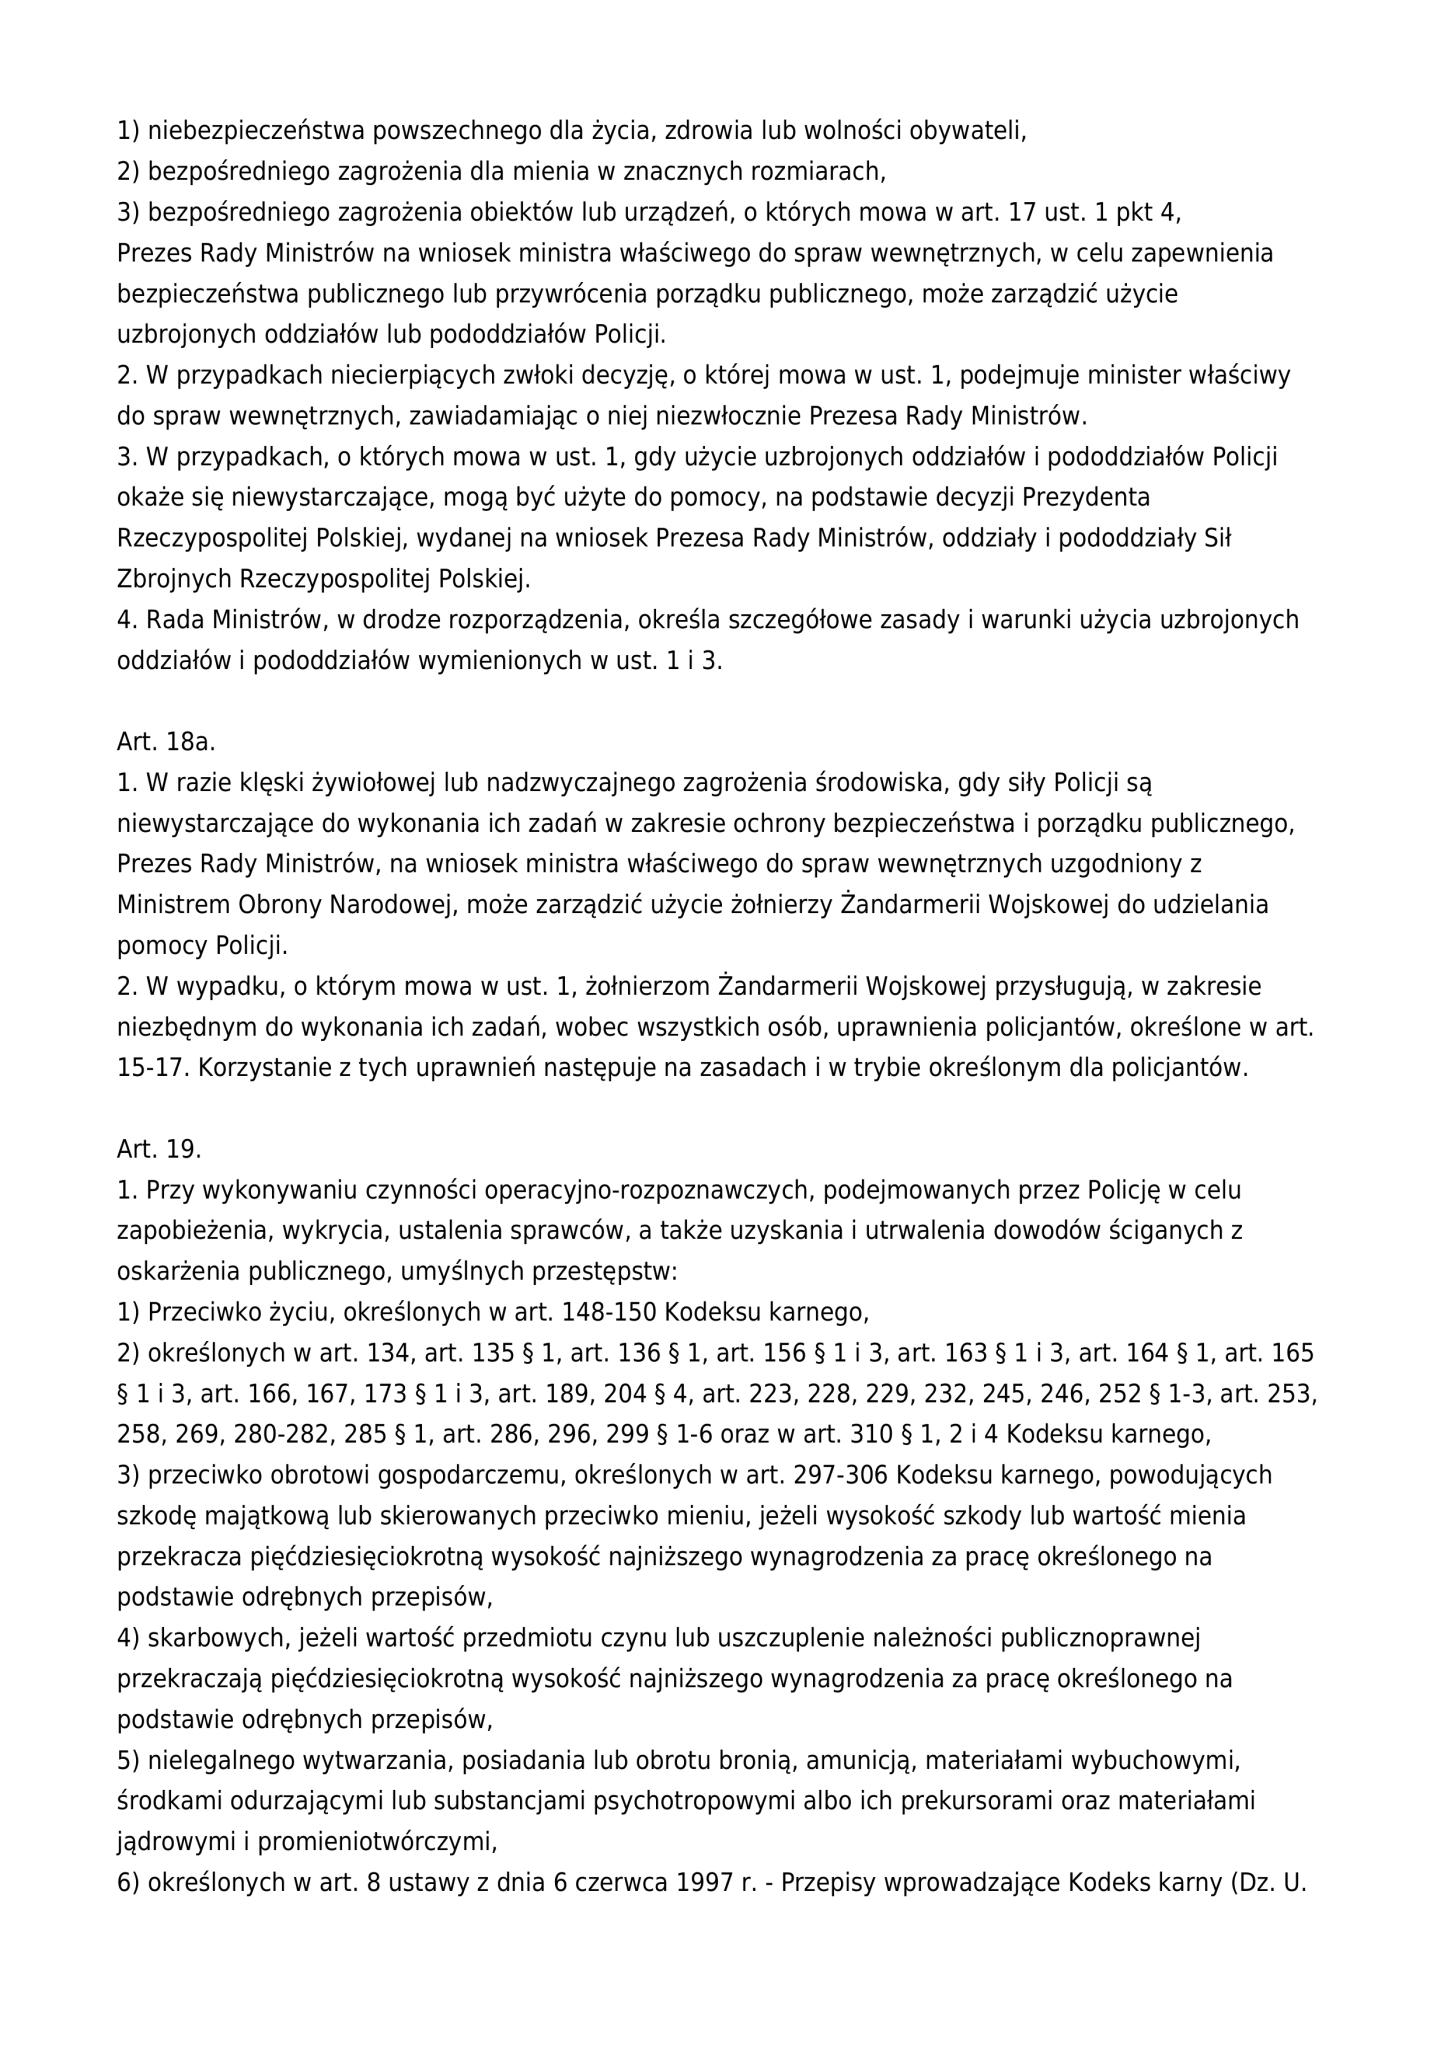 1) niebezpieczeństwa powszechnego dla życia, zdrowia lub wolności obywateli,
2) bezpośredniego zagrożenia dla mienia w znacznych rozmiarach,
3) bezpośredniego zagrożenia obiektów lub urządzeń, o których mowa w art. 17 ust. 1 pkt 4,
Prezes Rady Ministrów na wniosek ministra właściwego do spraw wewnętrznych, w celu zapewnienia
bezpieczeństwa publicznego lub przywrócenia porządku publicznego, może zarządzić użycie
uzbrojonych oddziałów lub pododdziałów Policji.
2. W przypadkach niecierpiących zwłoki decyzję, o której mowa w ust. 1, podejmuje minister właściwy
do spraw wewnętrznych, zawiadamiając o niej niezwłocznie Prezesa Rady Ministrów.
3. W przypadkach, o których mowa w ust. 1, gdy użycie uzbrojonych oddziałów i pododdziałów Policji
okaże się niewystarczające, mogą być użyte do pomocy, na podstawie decyzji Prezydenta
Rzeczypospolitej Polskiej, wydanej na wniosek Prezesa Rady Ministrów, oddziały i pododdziały Sił
Zbrojnych Rzeczypospolitej Polskiej.
4. Rada Ministrów, w drodze rozporządzenia, określa szczegółowe zasady i warunki użycia uzbrojonych
oddziałów i pododdziałów wymienionych w ust. 1 i 3.
Art. 18a.
1. W razie klęski żywiołowej lub nadzwyczajnego zagrożenia środowiska, gdy siły Policji są
niewystarczające do wykonania ich zadań w zakresie ochrony bezpieczeństwa i porządku publicznego,
Prezes Rady Ministrów, na wniosek ministra właściwego do spraw wewnętrznych uzgodniony z
Ministrem Obrony Narodowej, może zarządzić użycie żołnierzy Żandarmerii Wojskowej do udzielania
pomocy Policji.
2. W wypadku, o którym mowa w ust. 1, żołnierzom Żandarmerii Wojskowej przysługują, w zakresie
niezbędnym do wykonania ich zadań, wobec wszystkich osób, uprawnienia policjantów, określone w art.
15-17. Korzystanie z tych uprawnień następuje na zasadach i w trybie określonym dla policjantów.
Art. 19.
1. Przy wykonywaniu czynności operacyjno-rozpoznawczych, podejmowanych przez Policję w celu
zapobieżenia, wykrycia, ustalenia sprawców, a także uzyskania i utrwalenia dowodów ściganych z
oskarżenia publicznego, umyślnych przestępstw:
1) Przeciwko życiu, określonych w art. 148-150 Kodeksu karnego,
2) określonych w art. 134, art. 135 § 1, art. 136 § 1, art. 156 § 1 i 3, art. 163 § 1 i 3, art. 164 § 1, art. 165
§ 1 i 3, art. 166, 167, 173 § 1 i 3, art. 189, 204 § 4, art. 223, 228, 229, 232, 245, 246, 252 § 1-3, art. 253,
258, 269, 280-282, 285 § 1, art. 286, 296, 299 § 1-6 oraz w art. 310 § 1, 2 i 4 Kodeksu karnego,
3) przeciwko obrotowi gospodarczemu, określonych w art. 297-306 Kodeksu karnego, powodujących
szkodę majątkową lub skierowanych przeciwko mieniu, jeżeli wysokość szkody lub wartość mienia
przekracza pięćdziesięciokrotną wysokość najniższego wynagrodzenia za pracę określonego na
podstawie odrębnych przepisów,
4) skarbowych, jeżeli wartość przedmiotu czynu lub uszczuplenie należności publicznoprawnej
przekraczają pięćdziesięciokrotną wysokość najniższego wynagrodzenia za pracę określonego na
podstawie odrębnych przepisów,
5) nielegalnego wytwarzania, posiadania lub obrotu bronią, amunicją, materiałami wybuchowymi,
środkami odurzającymi lub substancjami psychotropowymi albo ich prekursorami oraz materiałami
jądrowymi i promieniotwórczymi,
6) określonych w art. 8 ustawy z dnia 6 czerwca 1997 r. - Przepisy wprowadzające Kodeks karny (Dz. U.